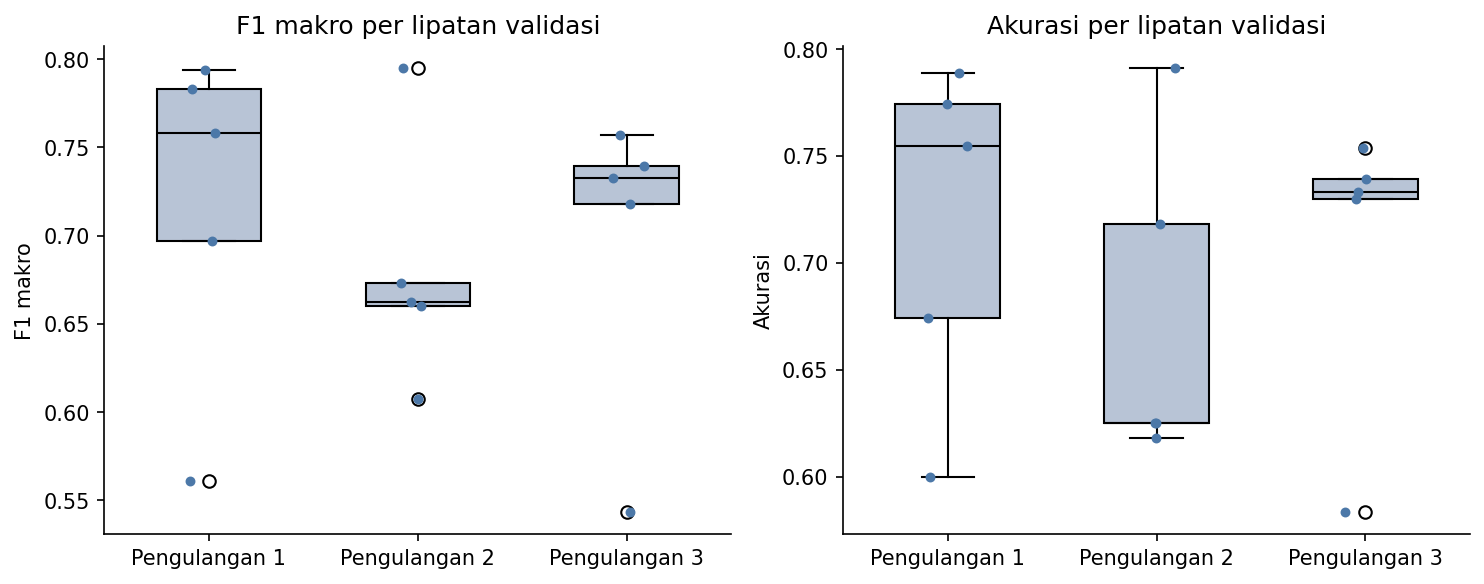 F1 makro per lipatan validasi
F1 makro
0.80
0.75
0.70
0.65
0.60
0.55
Pengulangan 1
Pengulangan 2
Pengulangan 3
Akurasi per lipatan validasi
Akurasi
0.80
0.75
0.70
0.65
0.60
Pengulangan 1
Pengulangan 2
Pengulangan 3